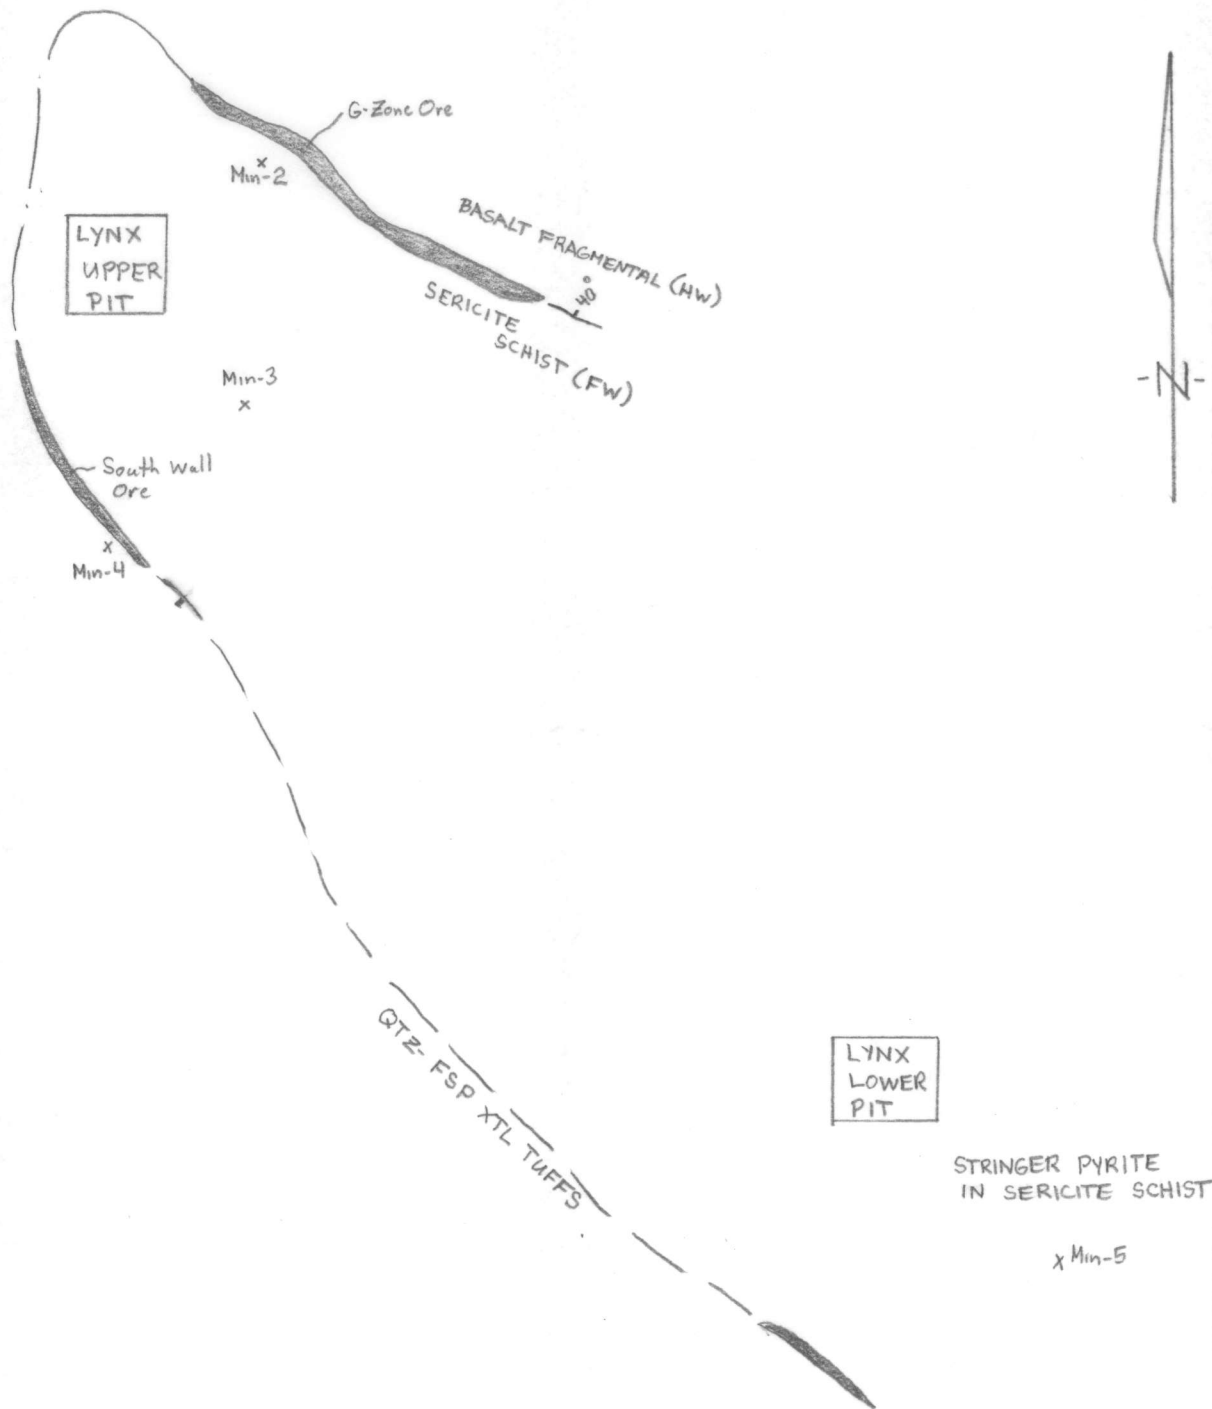 G-Zone Ore
Min-2
BASALT FRAGMENTAL (HW)
LYNX
UPPER
PIT
40°
SERICITE
SCHIST (FW)
Min-3
-N-
South Wall
Ore
Min-4
QTZ- FSP XTL TUFFS
LYNX
LOWER
PIT
STRINGER PYRITE
IN SERICITE SCHIST
Min-5